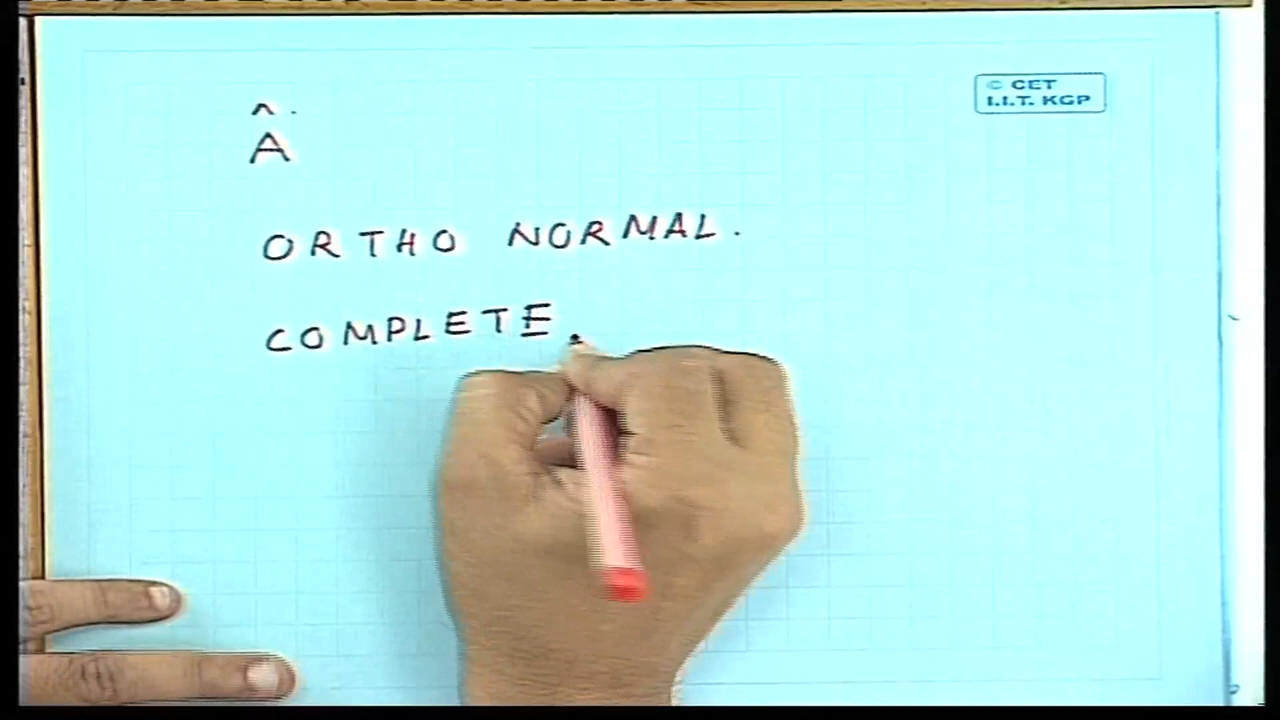 © CET
I.I.T. KGP
Â
ORTHO NORMAL.
COMPLETE.